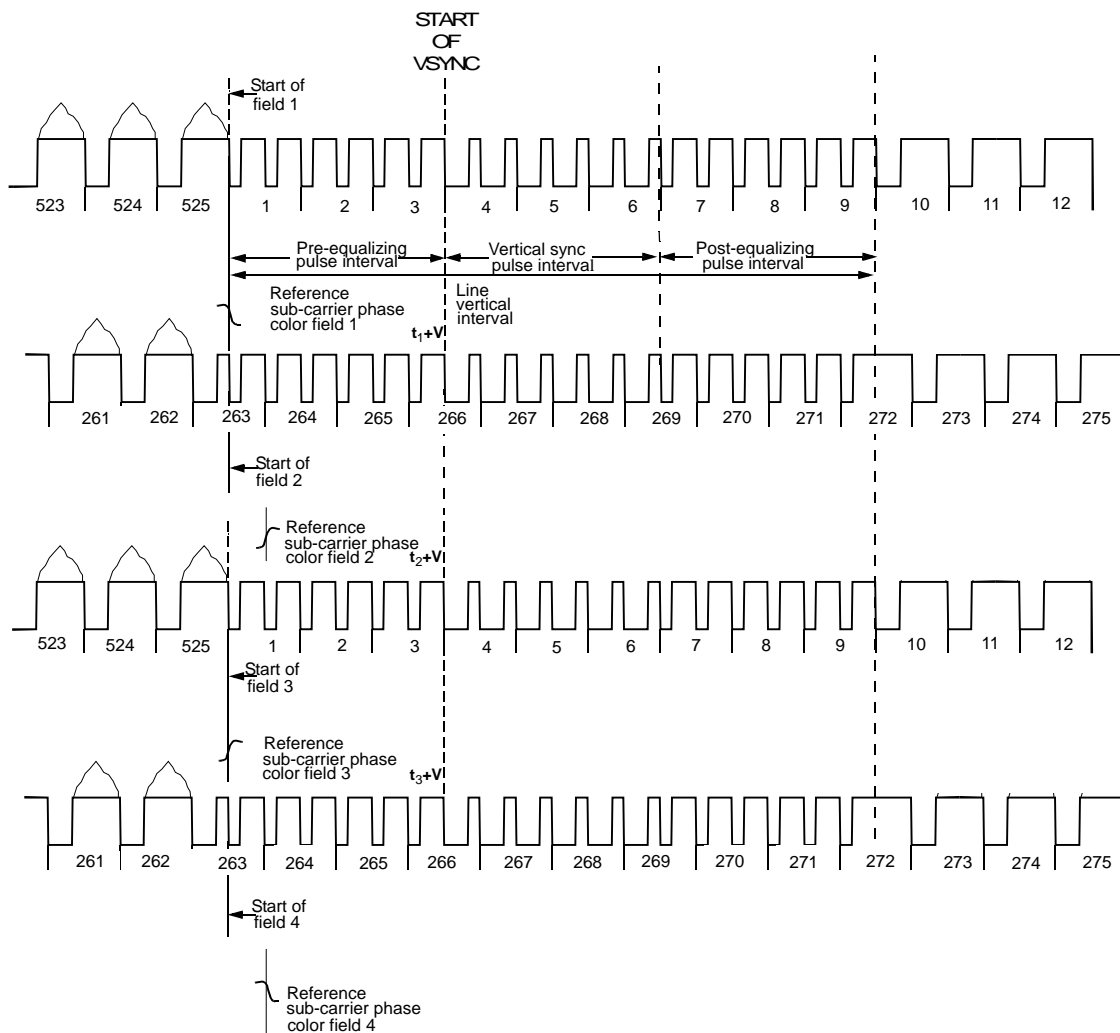 START
OF
VSYNC
Start of
field 1
523 524 525 1 2 3 4 5 6 7 8 9 10 11 12
Pre-equalizing
pulse interval
Vertical sync
pulse interval
Post-equalizing
pulse interval
Reference
sub-carrier phase
color field 1
t1+V
Line
vertical
interval
261 262 263 264 265 266 267 268 269 270 271 272 273 274 275
Start of
field 2
Reference
sub-carrier phase
color field 2
t2+V
523 524 525 1 2 3 4 5 6 7 8 9 10 11 12
Start of
field 3
Reference
sub-carrier phase
color field 3
t3+V
261 262 263 264 265 266 267 268 269 270 271 272 273 274 275
Start of
field 4
Reference
sub-carrier phase
color field 4